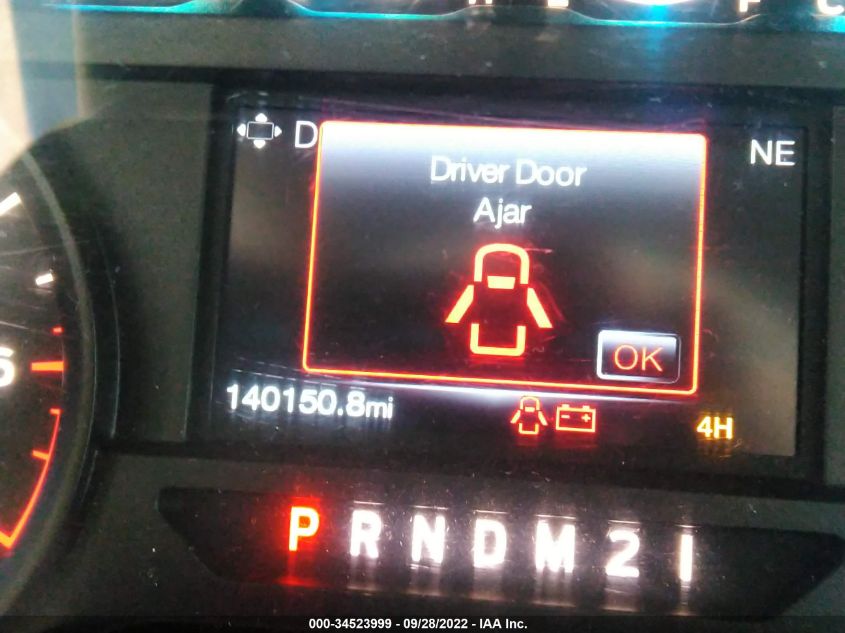 D
NE
Driver Door
Ajar
OK
140150.8mi
4H
P R N D M 2 1
000-34523999 - 09/28/2022 - IAA Inc.